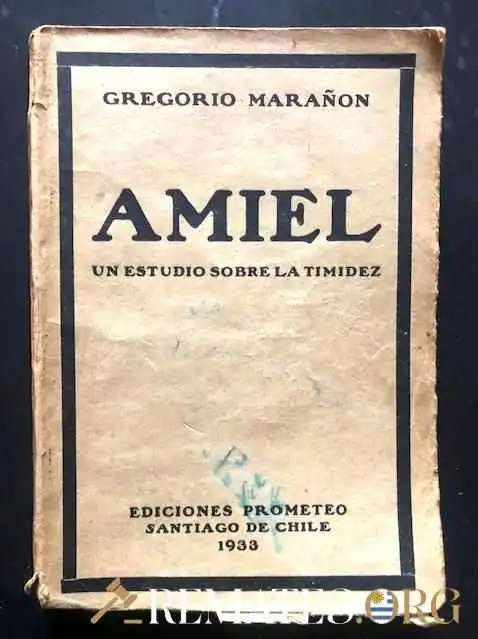 GREGORIO MARAÑON
AMIEL
UN ESTUDIO SOBRE LA TIMIDEZ
EDICIONES PROMETEO
SANTIAGO DE CHILE
1933
REMATES.ORG